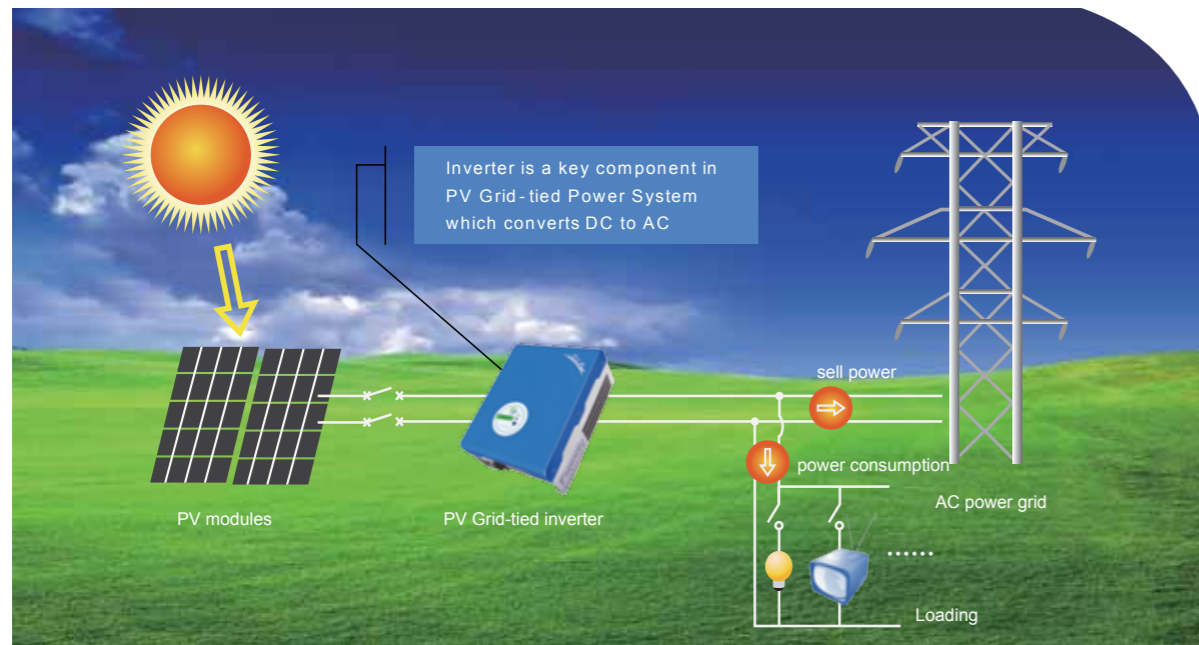 Inverter is a key component in
PV Grid-tied Power System
which converts DC to AC
sell power
power consumption
AC power grid
PV modules
PV Grid-tied inverter
Loading